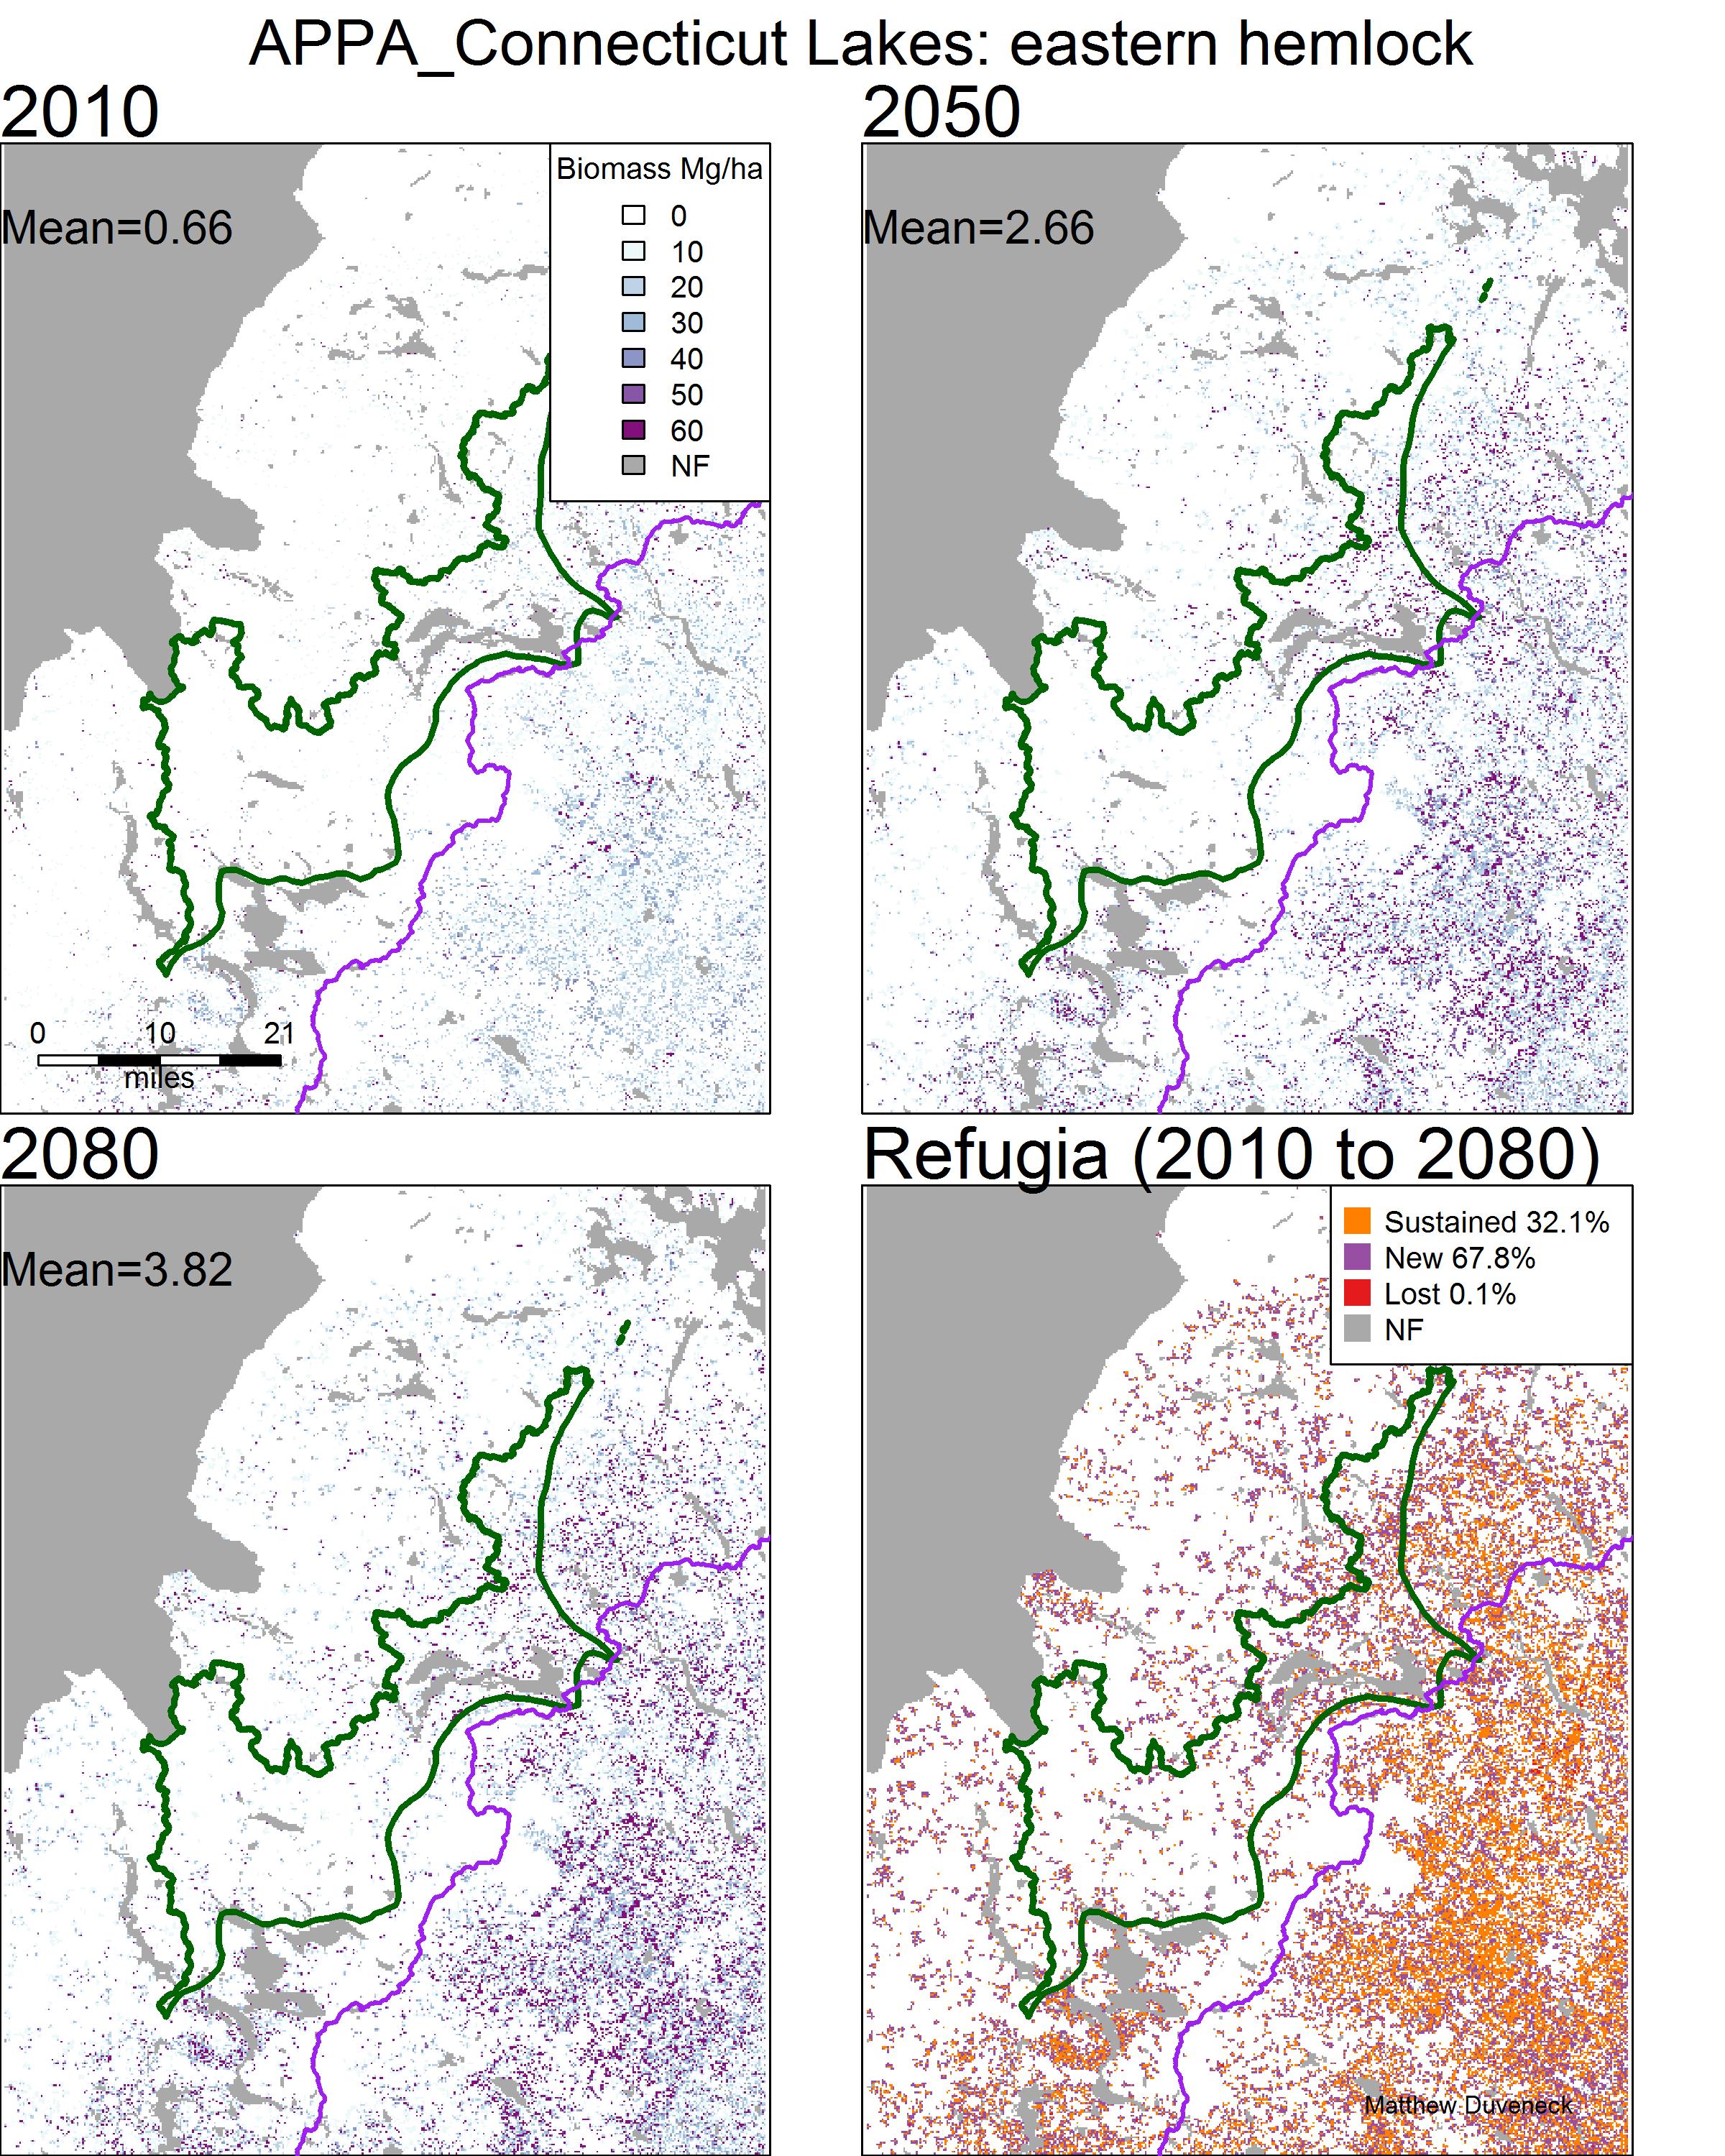 APPA_Connecticut Lakes: eastern hemlock
2010
2050
Mean=0.66
Biomass Mg/ha
0
10
20
30
40
50
60
NF
0 10 21
miles
Mean=2.66
2080
Refugia (2010 to 2080)
Mean=3.82
Sustained 32.1%
New 67.8%
Lost 0.1%
NF
Matthew Duveneck